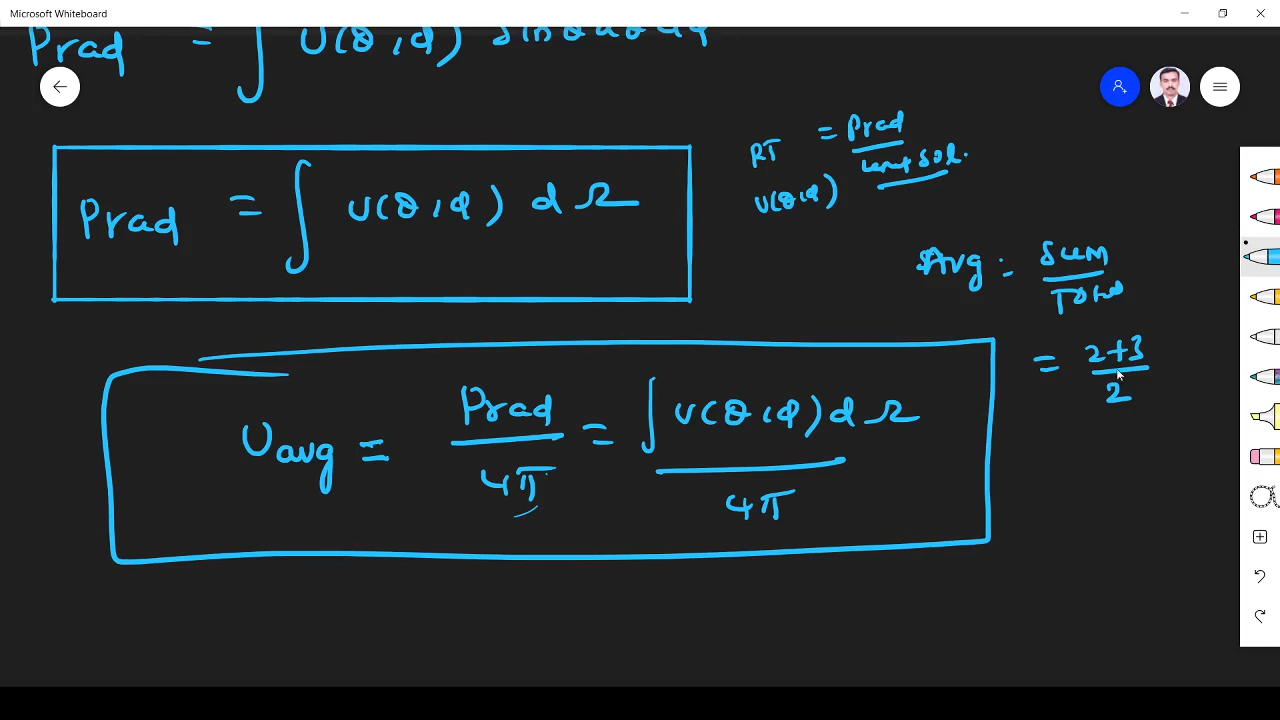 Microsoft Whiteboard
Prad = ∫ U(θ,φ) sinθdθdφ
Prad = ∫ U(θ,φ) dΩ
RI = Prad / unit sol.
U(θ,φ)
Avg = SUM / Total
= 2+3 / 2
Uavg = Prad / 4π = ∫ U(θ,φ) dΩ / 4π